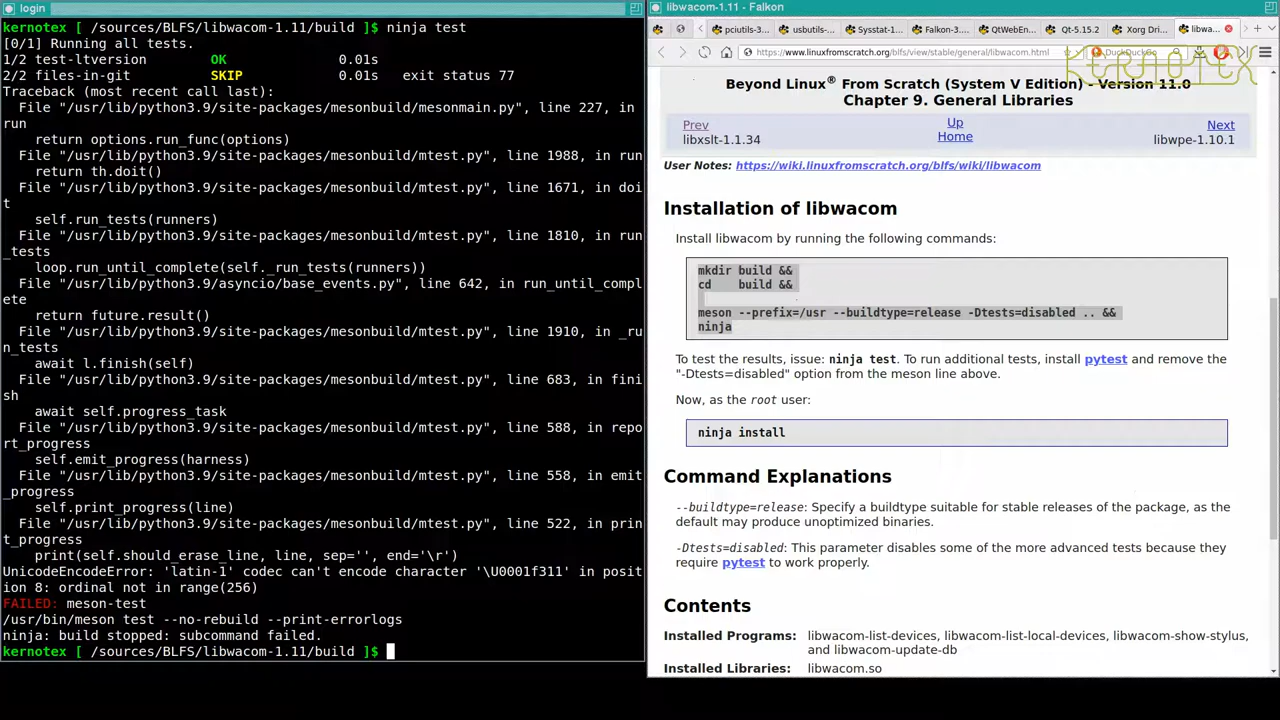 login
kernotex [ /sources/BLFS/libwacom-1.11/build ]$ ninja test
[0/1] Running all tests.
1/2 test-ltversion        OK              0.01s
2/2 files-in-git          SKIP            0.01s   exit status 77
Traceback (most recent call last):
  File "/usr/lib/python3.9/site-packages/mesonbuild/mesonmain.py", line 227, in
run
    return options.run_func(options)
  File "/usr/lib/python3.9/site-packages/mesonbuild/mtest.py", line 1988, in run
    return th.doit()
  File "/usr/lib/python3.9/site-packages/mesonbuild/mtest.py", line 1671, in doi
t
    self.run_tests(runners)
  File "/usr/lib/python3.9/site-packages/mesonbuild/mtest.py", line 1810, in run
_tests
    loop.run_until_complete(self._run_tests(runners))
  File "/usr/lib/python3.9/asyncio/base_events.py", line 642, in run_until_compl
ete
    return future.result()
  File "/usr/lib/python3.9/site-packages/mesonbuild/mtest.py", line 1910, in _ru
n_tests
    await l.finish(self)
  File "/usr/lib/python3.9/site-packages/mesonbuild/mtest.py", line 683, in fini
sh
    await self.progress_task
  File "/usr/lib/python3.9/site-packages/mesonbuild/mtest.py", line 588, in repo
rt_progress
    self.emit_progress(harness)
  File "/usr/lib/python3.9/site-packages/mesonbuild/mtest.py", line 558, in emit
_progress
    self.print_progress(line)
  File "/usr/lib/python3.9/site-packages/mesonbuild/mtest.py", line 522, in prin
t_progress
    print(self.should_erase_line, line, sep='', end='\r')
UnicodeEncodeError: 'latin-1' codec can't encode character '\U0001f311' in posit
ion 8: ordinal not in range(256)
FAILED: meson-test
/usr/bin/meson test --no-rebuild --print-errorlogs
ninja: build stopped: subcommand failed.
kernotex [ /sources/BLFS/libwacom-1.11/build ]$
libwacom-1.11 - Falkon
pciutils-3... usbutils-... Sysstat-1... Falkon-3.... QtWebEn... Qt-5.15.2 Xorg Dri... libwa...
https://www.linuxfromscratch.org/blfs/view/stable/general/libwacom.html DuckDuckGo
KERNOTEX
Beyond Linux® From Scratch (System V Edition) - Version 11.0
Chapter 9. General Libraries
Prev Up Next
libxslt-1.1.34 Home libwpe-1.10.1
User Notes: https://wiki.linuxfromscratch.org/blfs/wiki/libwacom
Installation of libwacom
Install libwacom by running the following commands:
mkdir build &&
cd    build &&
meson --prefix=/usr --buildtype=release -Dtests=disabled .. &&
ninja
To test the results, issue: ninja test. To run additional tests, install pytest and remove the
"-Dtests=disabled" option from the meson line above.
Now, as the root user:
ninja install
Command Explanations
--buildtype=release: Specify a buildtype suitable for stable releases of the package, as the
default may produce unoptimized binaries.
-Dtests=disabled: This parameter disables some of the more advanced tests because they
require pytest to work properly.
Contents
Installed Programs: libwacom-list-devices, libwacom-list-local-devices, libwacom-show-stylus,
and libwacom-update-db
Installed Libraries: libwacom.so